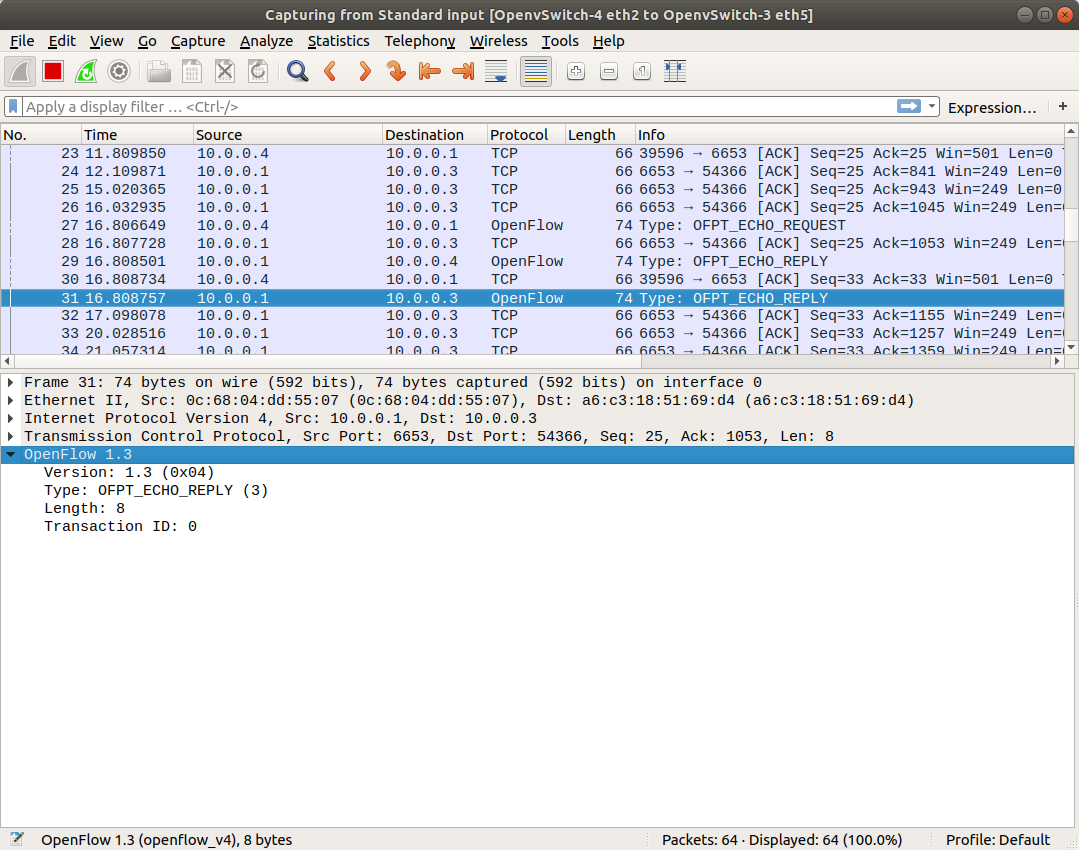 Capturing from Standard input [OpenvSwitch-4 eth2 to OpenvSwitch-3 eth5]
File Edit View Go Capture Analyze Statistics Telephony Wireless Tools Help
Apply a display filter … <Ctrl-/> Expression… +
No. Time Source Destination Protocol Length Info
23 11.809850 10.0.0.4 10.0.0.1 TCP 66 39596 → 6653 [ACK] Seq=25 Ack=25 Win=501 Len=0
24 12.109871 10.0.0.1 10.0.0.3 TCP 66 6653 → 54366 [ACK] Seq=25 Ack=841 Win=249 Len=0
25 15.020365 10.0.0.1 10.0.0.3 TCP 66 6653 → 54366 [ACK] Seq=25 Ack=943 Win=249 Len=0
26 16.032935 10.0.0.1 10.0.0.3 TCP 66 6653 → 54366 [ACK] Seq=25 Ack=1045 Win=249 Len=
27 16.806649 10.0.0.4 10.0.0.1 OpenFlow 74 Type: OFPT_ECHO_REQUEST
28 16.807728 10.0.0.1 10.0.0.3 TCP 66 6653 → 54366 [ACK] Seq=25 Ack=1053 Win=249 Len=
29 16.808501 10.0.0.1 10.0.0.4 OpenFlow 74 Type: OFPT_ECHO_REPLY
30 16.808734 10.0.0.4 10.0.0.1 TCP 66 39596 → 6653 [ACK] Seq=33 Ack=33 Win=501 Len=0
31 16.808757 10.0.0.1 10.0.0.3 OpenFlow 74 Type: OFPT_ECHO_REPLY
32 17.098078 10.0.0.1 10.0.0.3 TCP 66 6653 → 54366 [ACK] Seq=33 Ack=1155 Win=249 Len=
33 20.028516 10.0.0.1 10.0.0.3 TCP 66 6653 → 54366 [ACK] Seq=33 Ack=1257 Win=249 Len=
34 21.057314 10.0.0.1 10.0.0.3 TCP 66 6653 → 54366 [ACK] Seq=33 Ack=1359 Win=249 Len=
Frame 31: 74 bytes on wire (592 bits), 74 bytes captured (592 bits) on interface 0
Ethernet II, Src: 0c:68:04:dd:55:07 (0c:68:04:dd:55:07), Dst: a6:c3:18:51:69:d4 (a6:c3:18:51:69:d4)
Internet Protocol Version 4, Src: 10.0.0.1, Dst: 10.0.0.3
Transmission Control Protocol, Src Port: 6653, Dst Port: 54366, Seq: 25, Ack: 1053, Len: 8
OpenFlow 1.3
Version: 1.3 (0x04)
Type: OFPT_ECHO_REPLY (3)
Length: 8
Transaction ID: 0
OpenFlow 1.3 (openflow_v4), 8 bytes Packets: 64 · Displayed: 64 (100.0%) Profile: Default